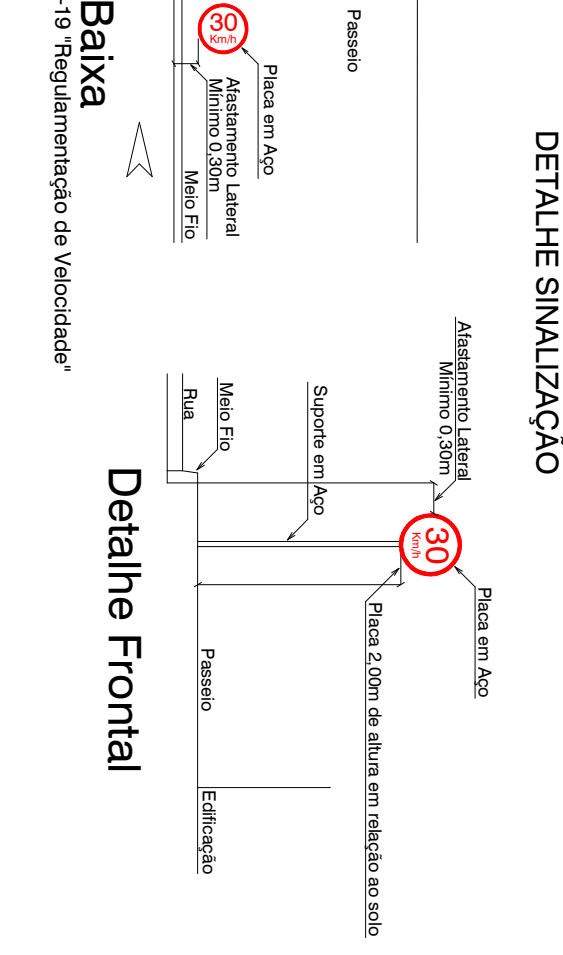 DETALHE SINALIZAÇÃO
Passeio
Placa em Aço
30
Km/h
Afastamento Lateral
Mínimo 0,30m
Meio Fio
Baixa
-19 "Regulamentação de Velocidade"
Afastamento Lateral
Mínimo 0,30m
Placa em Aço
30
Km/h
Suporte em Aço
Placa 2,00m de altura em relação ao solo
Meio Fio
Rua
Passeio
Edificação
Detalhe Frontal